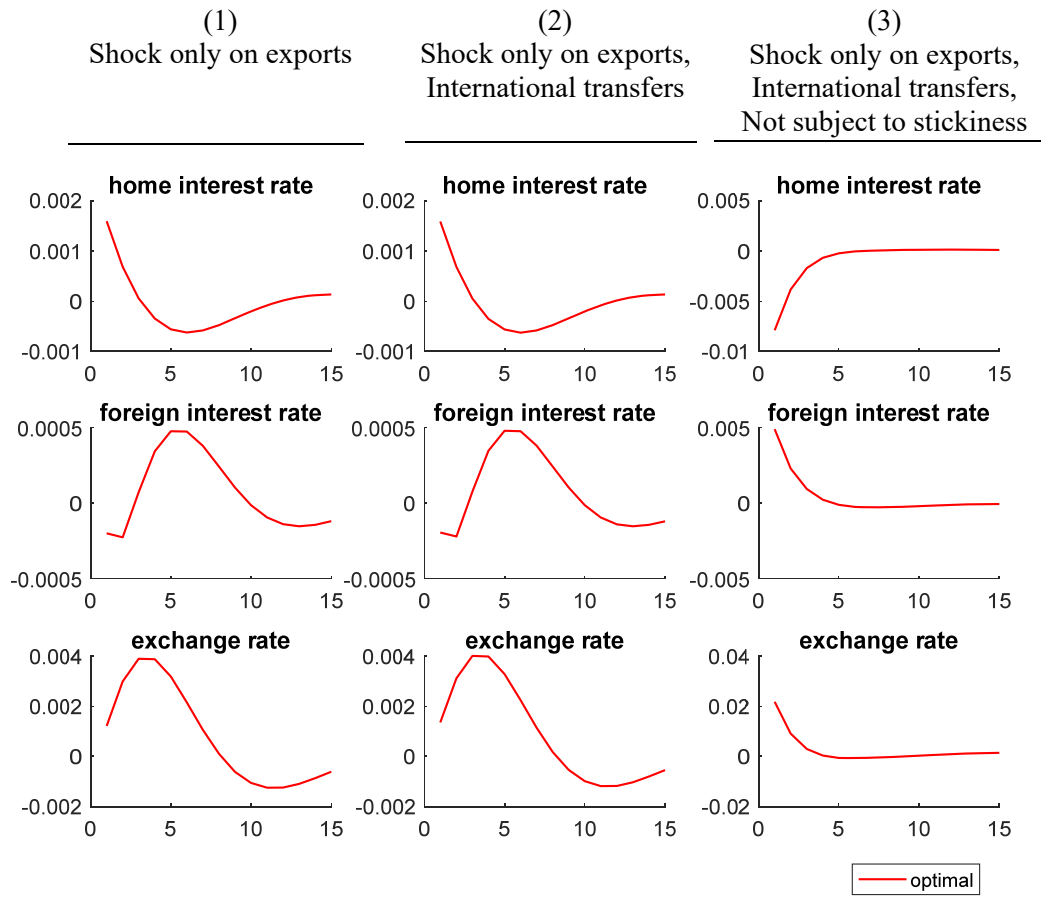 (1)
Shock only on exports
(2)
Shock only on exports,
International transfers
(3)
Shock only on exports,
International transfers,
Not subject to stickiness
home interest rate
0.002
0.001
0
-0.001
0 5 10 15
home interest rate
0.002
0.001
0
-0.001
0 5 10 15
home interest rate
0.005
0
-0.005
-0.01
0 5 10 15
foreign interest rate
0.0005
0
-0.0005
0 5 10 15
foreign interest rate
0.0005
0
-0.0005
0 5 10 15
foreign interest rate
0.005
0
-0.005
0 5 10 15
exchange rate
0.004
0.002
0
-0.002
0 5 10 15
exchange rate
0.004
0.002
0
-0.002
0 5 10 15
exchange rate
0.04
0.02
0
-0.02
0 5 10 15
optimal